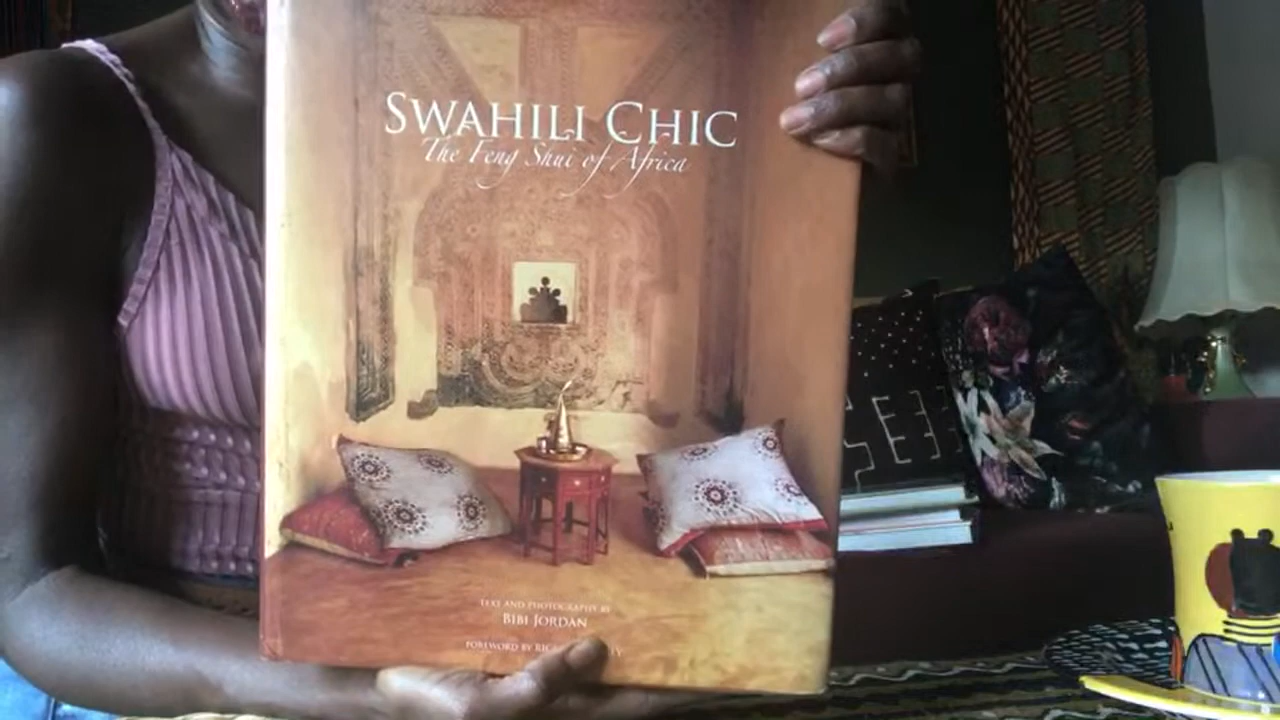 SWAHILI CHIC
The Feng Shui of Africa
TEXT AND PHOTOGRAPHY BY
BIBI JORDAN
FOREWORD BY